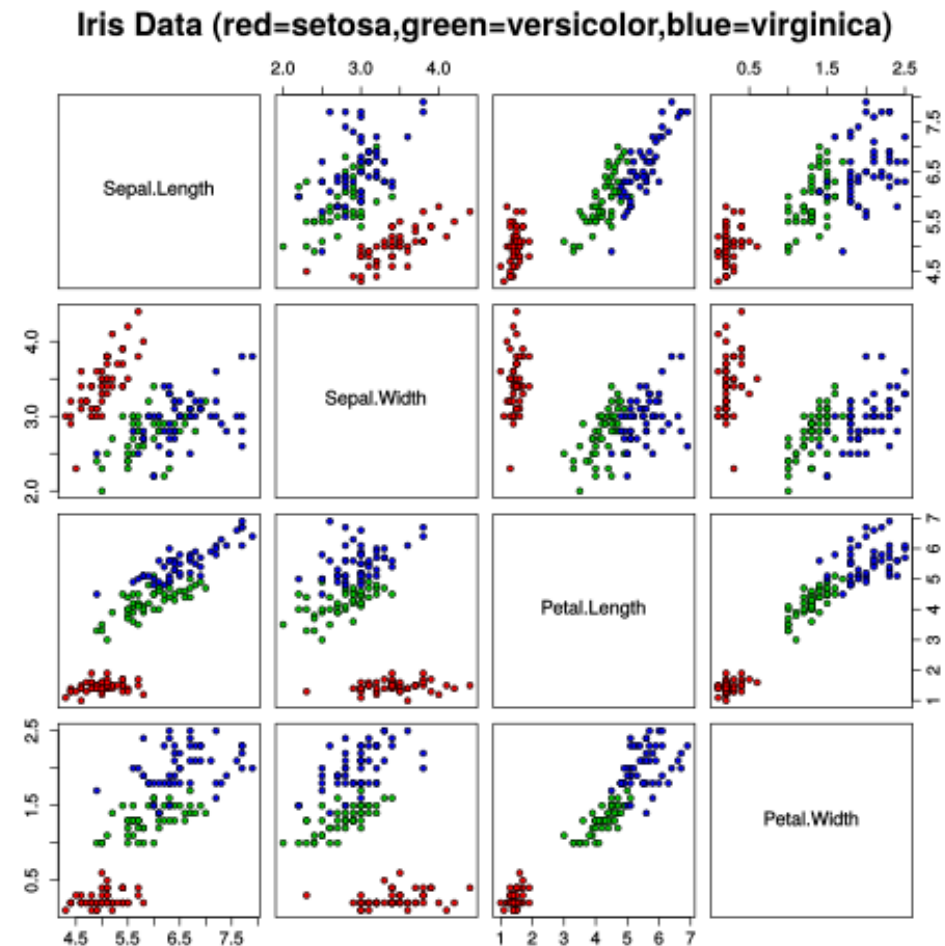 Iris Data (red=setosa,green=versicolor,blue=virginica)
2.0 3.0 4.0
0.5 1.5 2.5
Sepal.Length
4.5 5.5 6.5 7.5
2.0 3.0 4.0
Sepal.Width
Petal.Length
1 2 3 4 5 6 7
0.5 1.5 2.5
Petal.Width
4.5 5.5 6.5 7.5
1 2 3 4 5 6 7